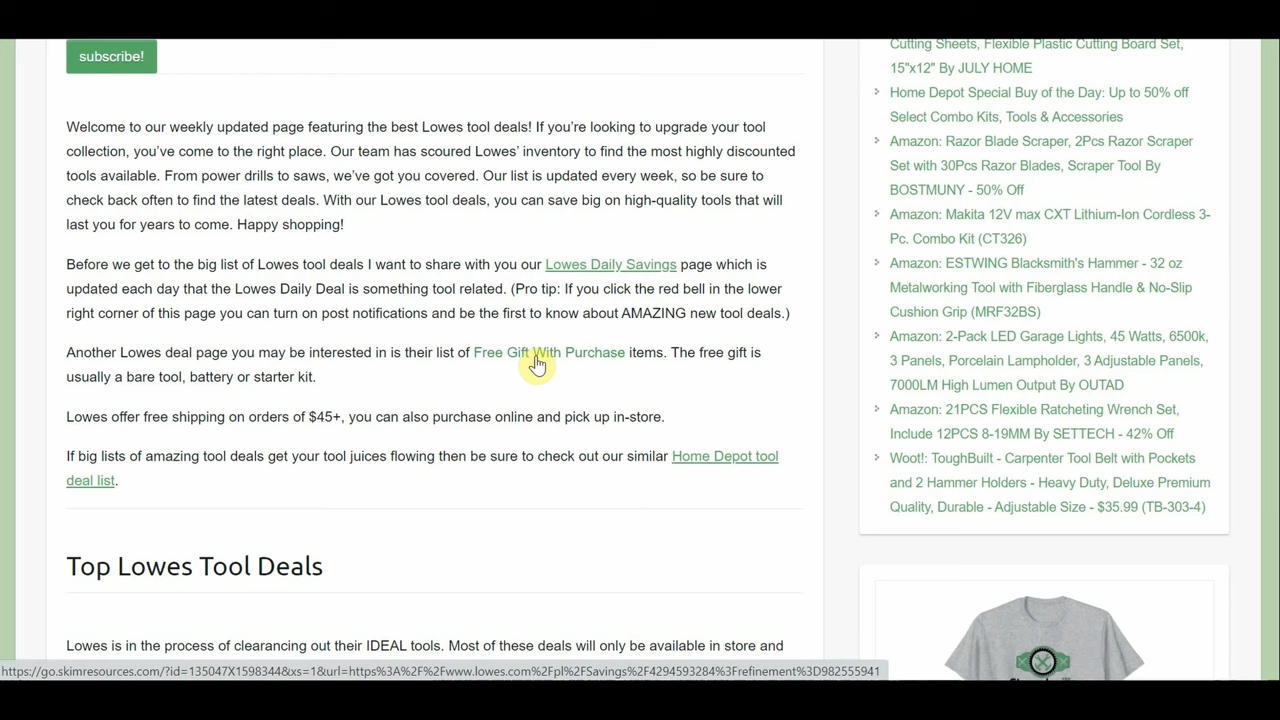 subscribe!
Welcome to our weekly updated page featuring the best Lowes tool deals! If you’re looking to upgrade your tool
collection, you’ve come to the right place. Our team has scoured Lowes’ inventory to find the most highly discounted
tools available. From power drills to saws, we’ve got you covered. Our list is updated every week, so be sure to
check back often to find the latest deals. With our Lowes tool deals, you can save big on high-quality tools that will
last you for years to come. Happy shopping!
Before we get to the big list of Lowes tool deals I want to share with you our Lowes Daily Savings page which is
updated each day that the Lowes Daily Deal is something tool related. (Pro tip: If you click the red bell in the lower
right corner of this page you can turn on post notifications and be the first to know about AMAZING new tool deals.)
Another Lowes deal page you may be interested in is their list of Free Gift With Purchase items. The free gift is
usually a bare tool, battery or starter kit.
Lowes offer free shipping on orders of $45+, you can also purchase online and pick up in-store.
If big lists of amazing tool deals get your tool juices flowing then be sure to check out our similar Home Depot tool
deal list.
Top Lowes Tool Deals
Lowes is in the process of clearancing out their IDEAL tools. Most of these deals will only be available in store and
https://go.skimresources.com/?id=135047X1598344&xs=1&url=https%3A%2F%2Fwww.lowes.com%2Fpl%2FSavings%2F4294593284%3Frefinement%3D982555941
Cutting Sheets, Flexible Plastic Cutting Board Set,
15"x12" By JULY HOME
Home Depot Special Buy of the Day: Up to 50% off
Select Combo Kits, Tools & Accessories
Amazon: Razor Blade Scraper, 2Pcs Razor Scraper
Set with 30Pcs Razor Blades, Scraper Tool By
BOSTMUNY - 50% Off
Amazon: Makita 12V max CXT Lithium-Ion Cordless 3-
Pc. Combo Kit (CT326)
Amazon: ESTWING Blacksmith's Hammer - 32 oz
Metalworking Tool with Fiberglass Handle & No-Slip
Cushion Grip (MRF32BS)
Amazon: 2-Pack LED Garage Lights, 45 Watts, 6500k,
3 Panels, Porcelain Lampholder, 3 Adjustable Panels,
7000LM High Lumen Output By OUTAD
Amazon: 21PCS Flexible Ratcheting Wrench Set,
Include 12PCS 8-19MM By SETTECH - 42% Off
Woot!: ToughBuilt - Carpenter Tool Belt with Pockets
and 2 Hammer Holders - Heavy Duty, Deluxe Premium
Quality, Durable - Adjustable Size - $35.99 (TB-303-4)